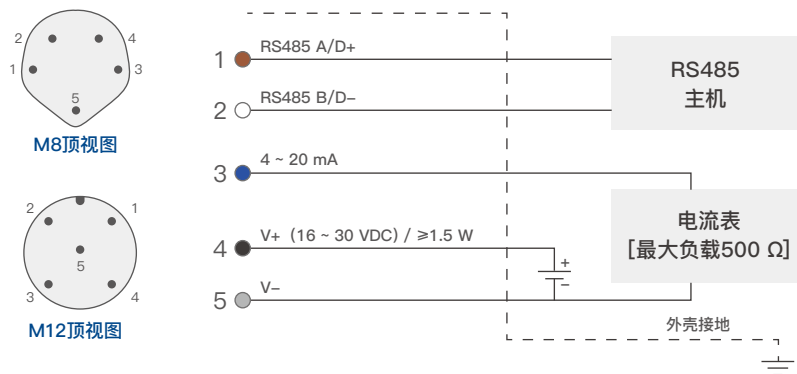 2
4
1
3
5
M8顶视图
2
1
5
3
4
M12顶视图
1
RS485 A/D+
2
RS485 B/D−
RS485
主机
3
4 ~ 20 mA
4
V+（16 ~ 30 VDC）/ ≥1.5 W
电流表
[最大负载500 Ω]
+
−
5
V−
外壳接地